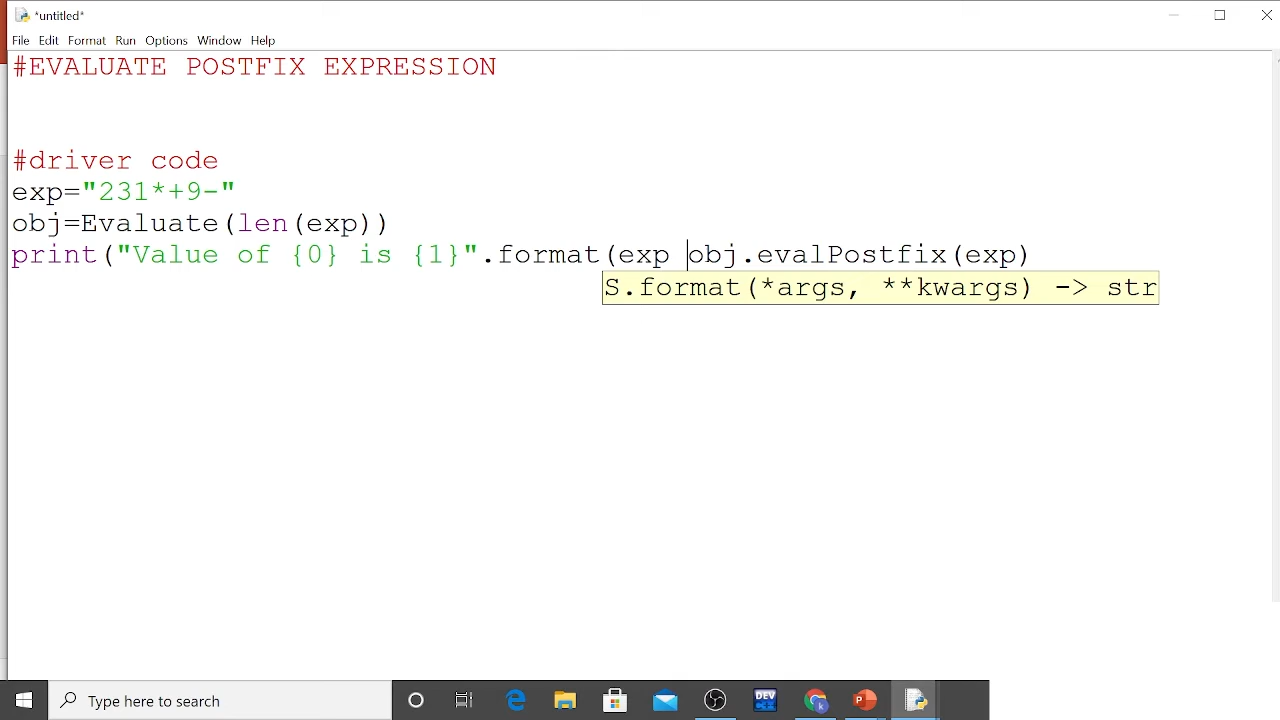 *untitled*
File Edit Format Run Options Window Help
#EVALUATE POSTFIX EXPRESSION
#driver code
exp="231*+9-"
obj=Evaluate(len(exp))
print("Value of {0} is {1}".format(exp obj.evalPostfix(exp)
S.format(*args, **kwargs) -> str
Type here to search
DEV
k
P